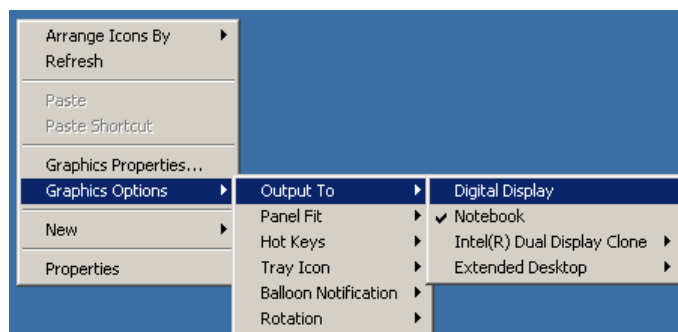 Arrange Icons By
Refresh
Paste
Paste Shortcut
Graphics Properties...
Graphics Options
New
Properties
Output To
Panel Fit
Hot Keys
Tray Icon
Balloon Notification
Rotation
Digital Display
Notebook
Intel(R) Dual Display Clone
Extended Desktop